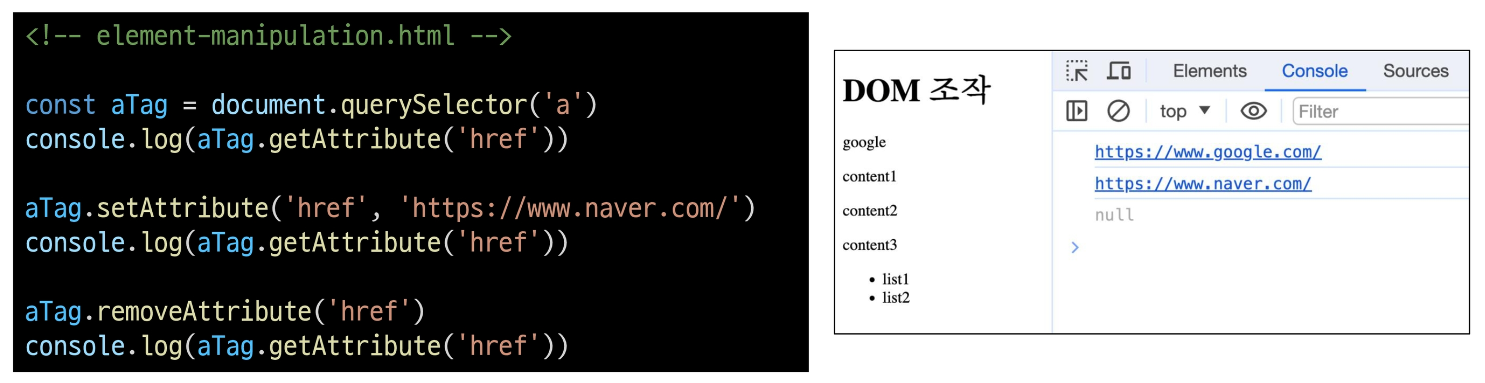 <!-- element-manipulation.html -->
const aTag = document.querySelector('a')
console.log(aTag.getAttribute('href'))
aTag.setAttribute('href', 'https://www.naver.com/')
console.log(aTag.getAttribute('href'))
aTag.removeAttribute('href')
console.log(aTag.getAttribute('href'))
DOM 조작
google
content1
content2
content3
• list1
• list2
Elements Console Sources
top ▼ Filter
https://www.google.com/
https://www.naver.com/
null
>